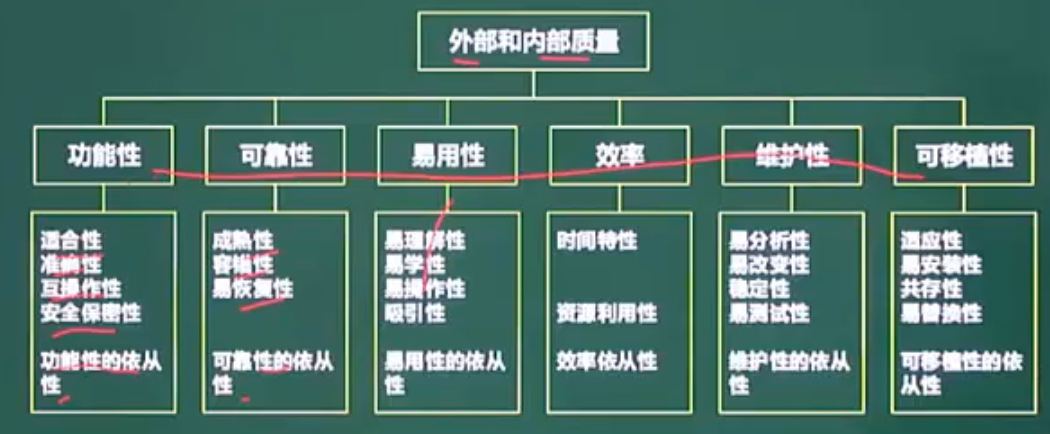 外部和内部质量
功能性
可靠性
易用性
效率
维护性
可移植性
适合性
准确性
互操作性
安全保密性
功能性的依从
性
成熟性
容错性
易恢复性
可靠性的依从
性
易理解性
易学性
易操作性
吸引性
易用性的依从
性
时间特性
资源利用性
效率依从性
易分析性
易改变性
稳定性
易测试性
维护性的依从
性
适应性
易安装性
共存性
易替换性
可移植性的依
从性